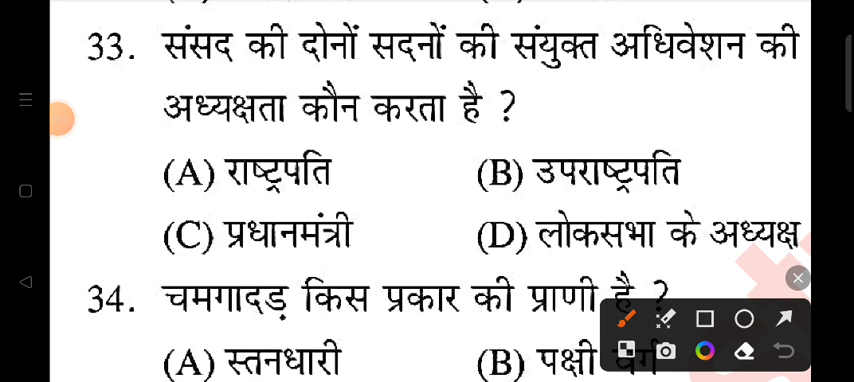 33. संसद की दोनों सदनों की संयुक्त अधिवेशन की
अध्यक्षता कौन करता है ?
(A) राष्ट्रपति (B) उपराष्ट्रपति
(C) प्रधानमंत्री (D) लोकसभा के अध्यक्ष
34. चमगादड़ किस प्रकार की प्राणी है ?
(A) स्तनधारी (B) पक्षी वर्ग